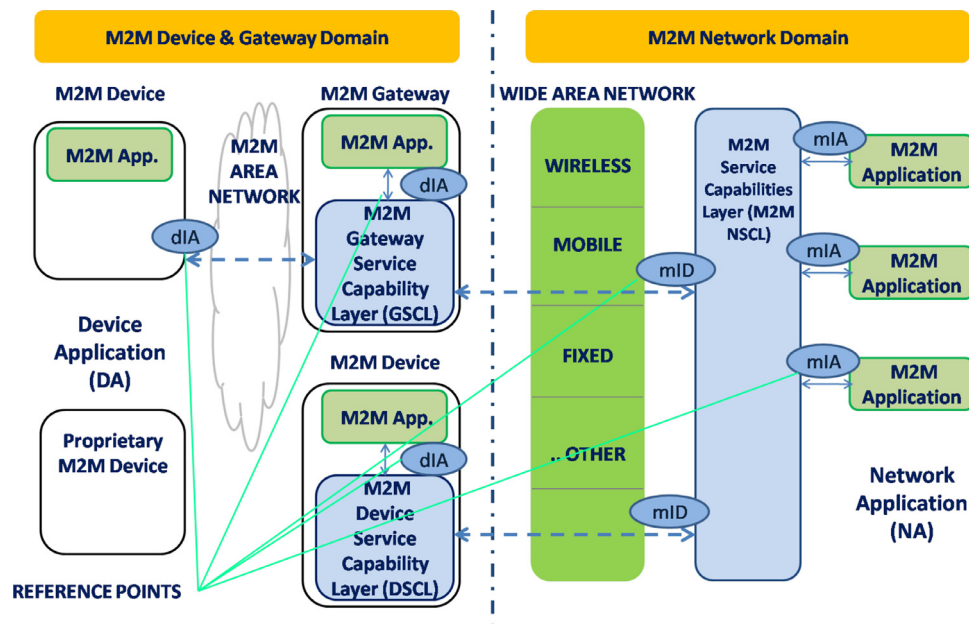 M2M Device & Gateway Domain
M2M Network Domain
M2M Device
M2M App.
dIA
Device
Application
(DA)
Proprietary
M2M Device
REFERENCE POINTS
M2M
AREA
NETWORK
M2M Gateway
M2M App.
dIA
M2M
Gateway
Service
Capability
Layer (GSCL)
M2M Device
M2M App.
dIA
M2M
Device
Service
Capability
Layer (DSCL)
WIDE AREA NETWORK
WIRELESS
MOBILE
FIXED
.. OTHER
mID
mID
M2M
Service
Capabilities
Layer (M2M
NSCL)
mIA
M2M
Application
mIA
M2M
Application
mIA
M2M
Application
Network
Application
(NA)